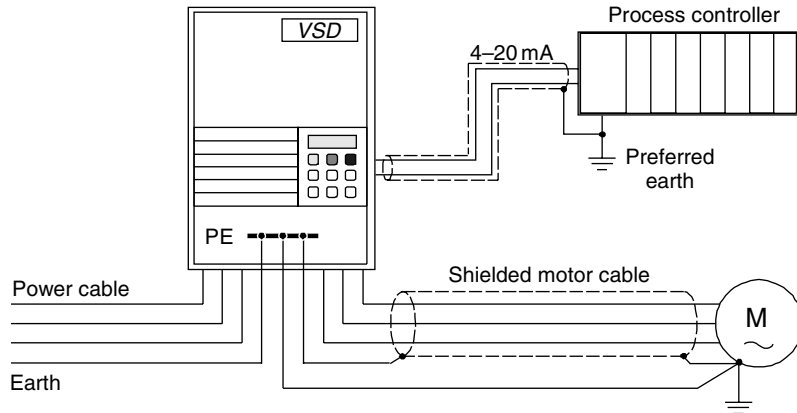 Process controller
VSD
4–20 mA
Preferred
earth
PE
Power cable
Shielded motor cable
M
Earth